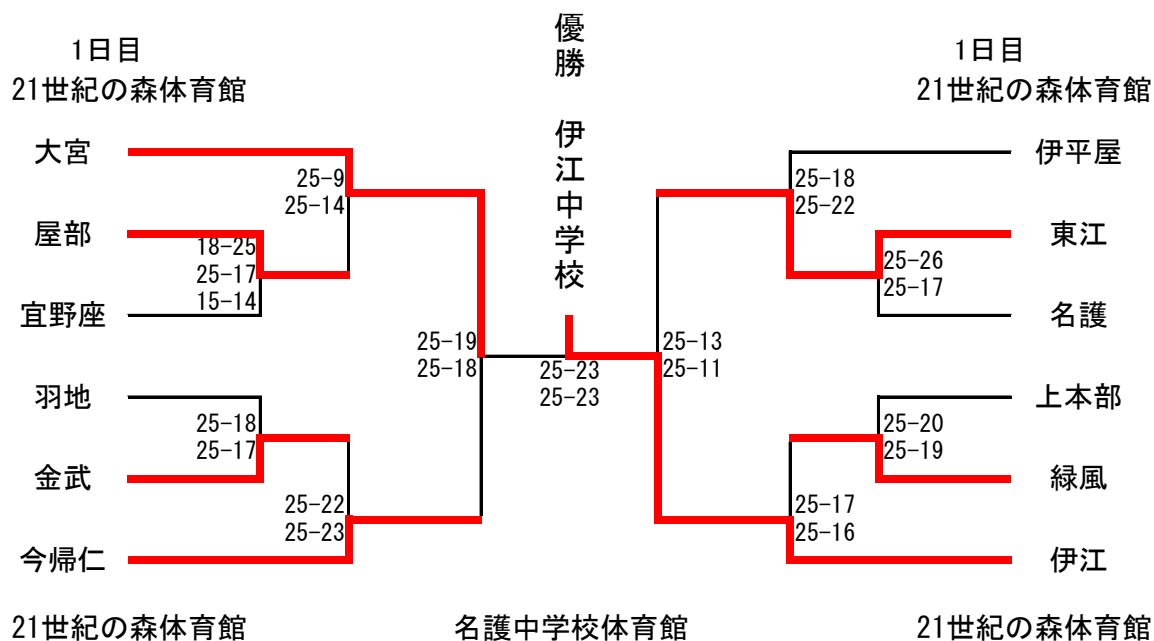 優勝 伊江中学校
1日目
21世紀の森体育館
1日目
21世紀の森体育館
大宮
屋部
宜野座
羽地
金武
今帰仁
25-9
25-14
18-25
25-17
15-14
25-18
25-17
25-22
25-23
25-19
25-18
25-23
25-23
25-13
25-11
25-18
25-22
25-26
25-17
25-20
25-19
25-17
25-16
伊平屋
東江
名護
上本部
緑風
伊江
21世紀の森体育館
名護中学校体育館
21世紀の森体育館